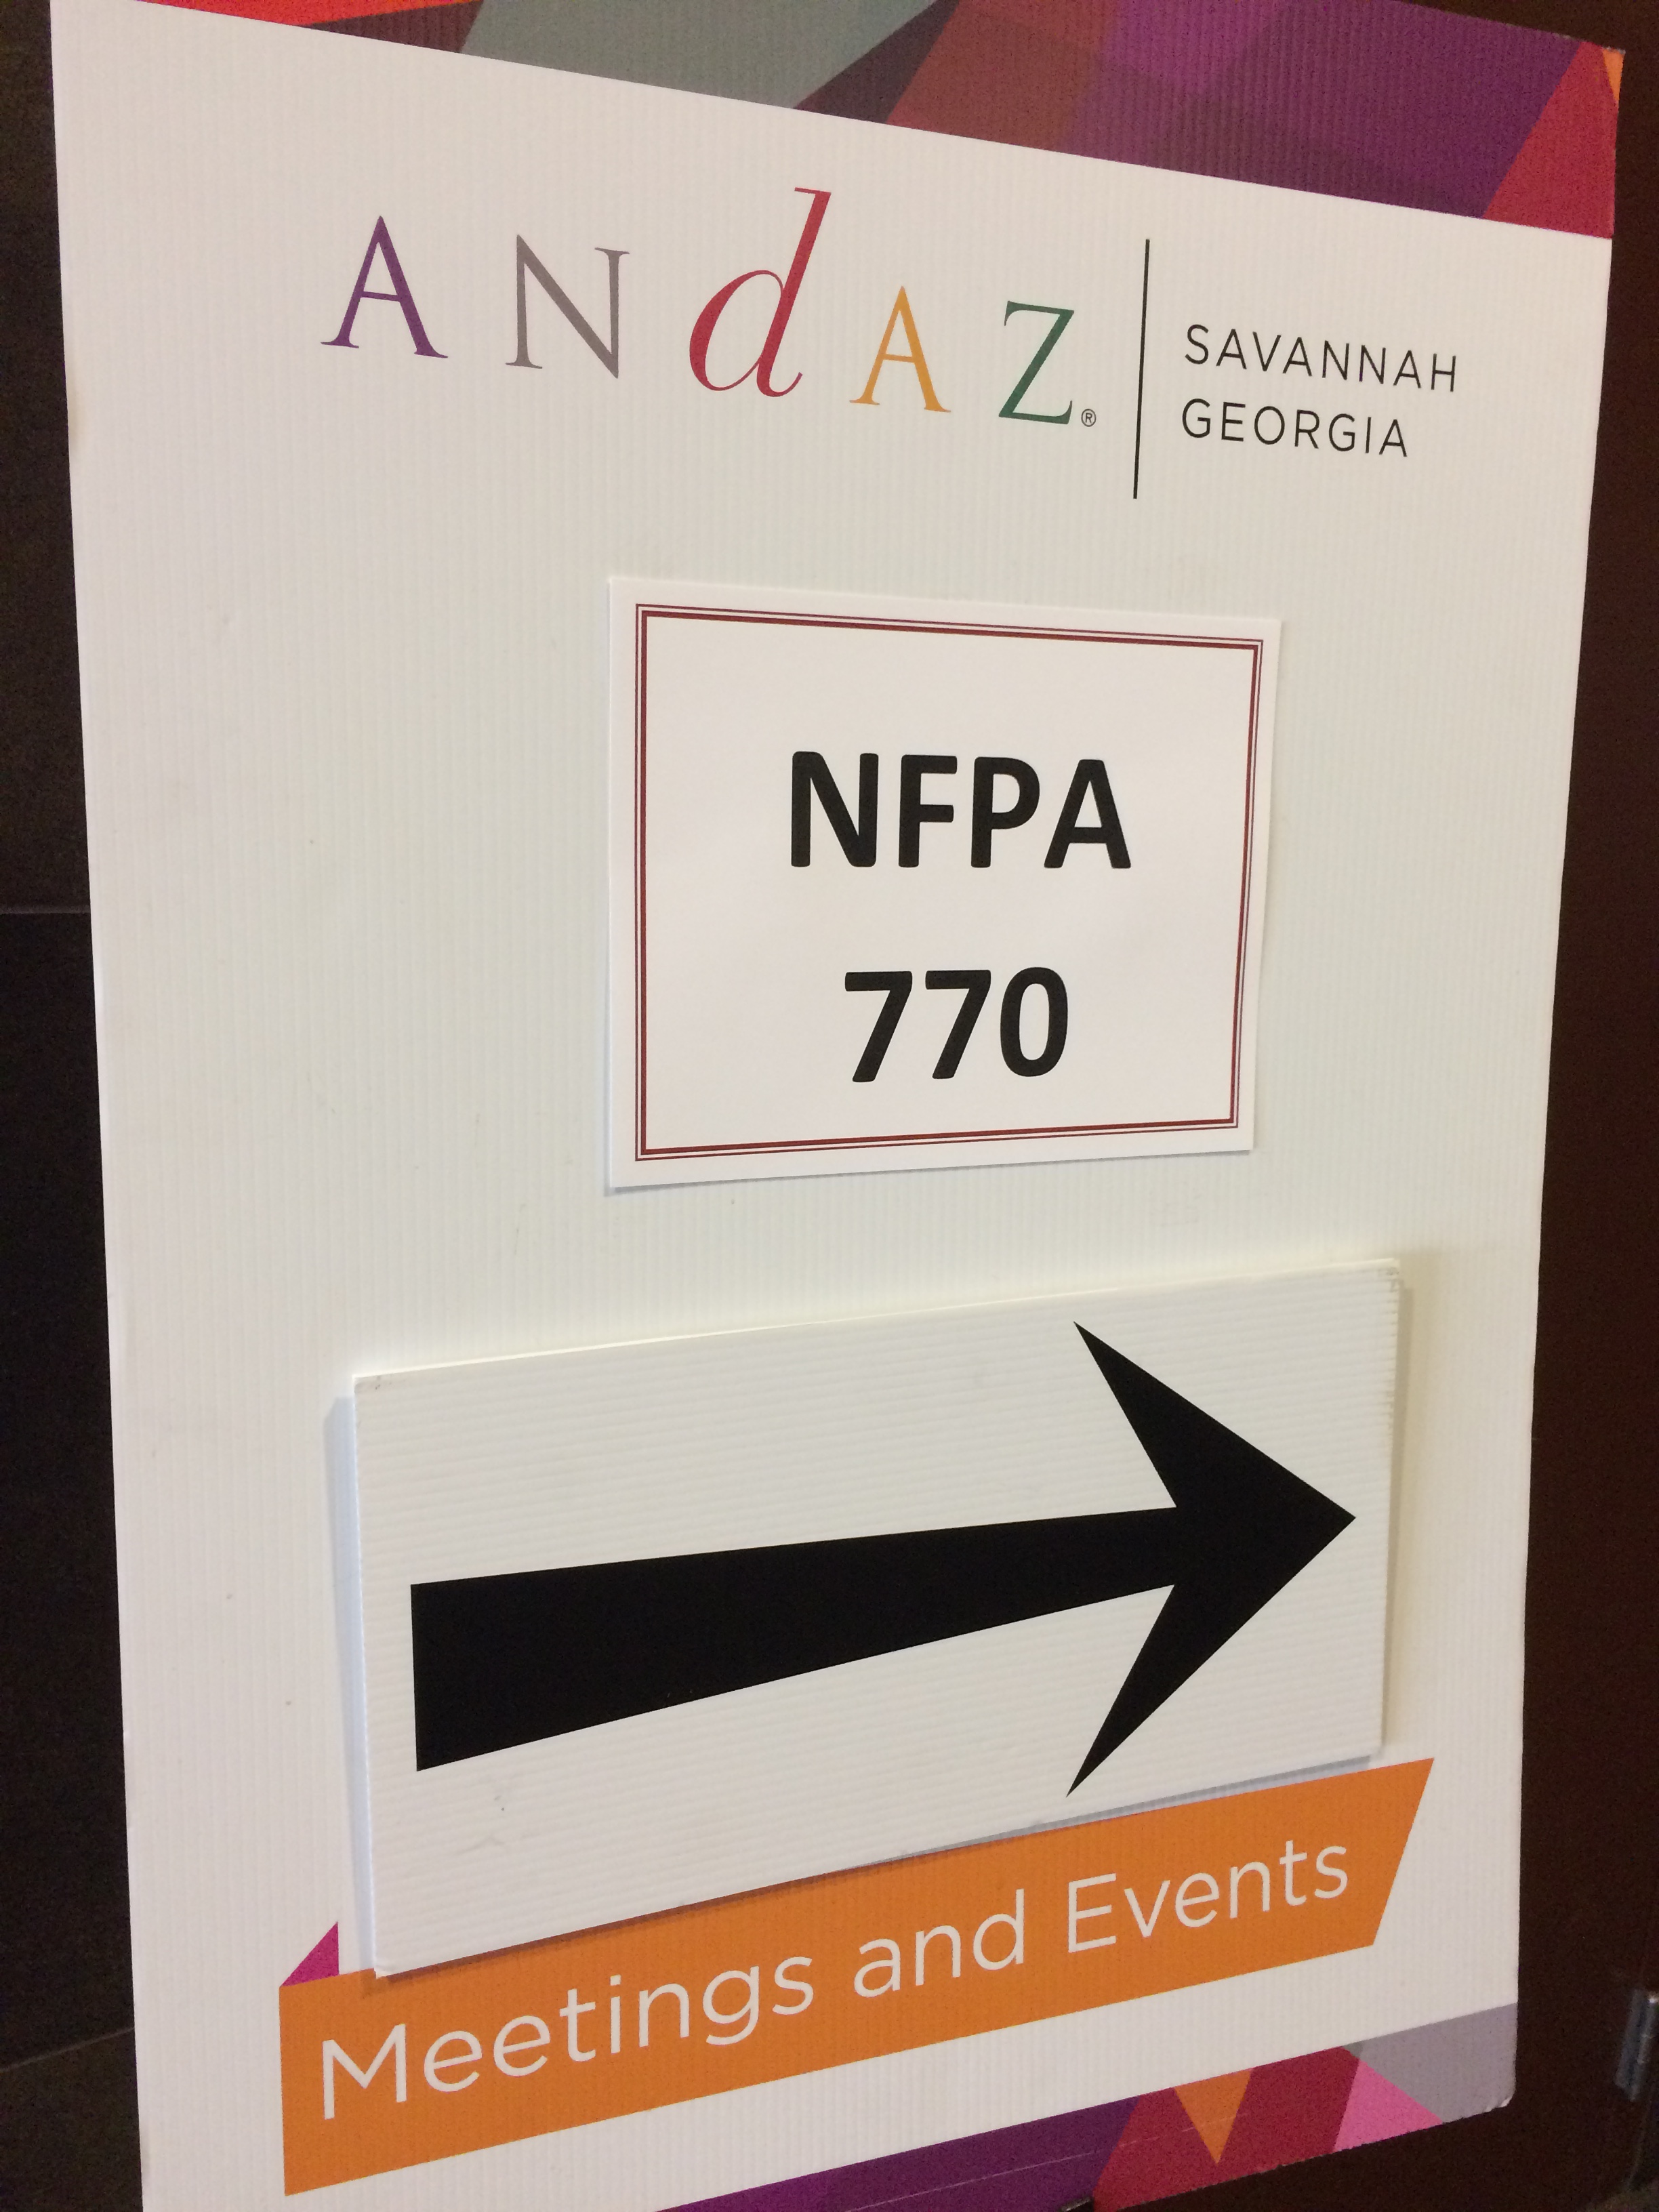 ANdAZ®
SAVANNAH
GEORGIA
NFPA
770
Meetings and Events